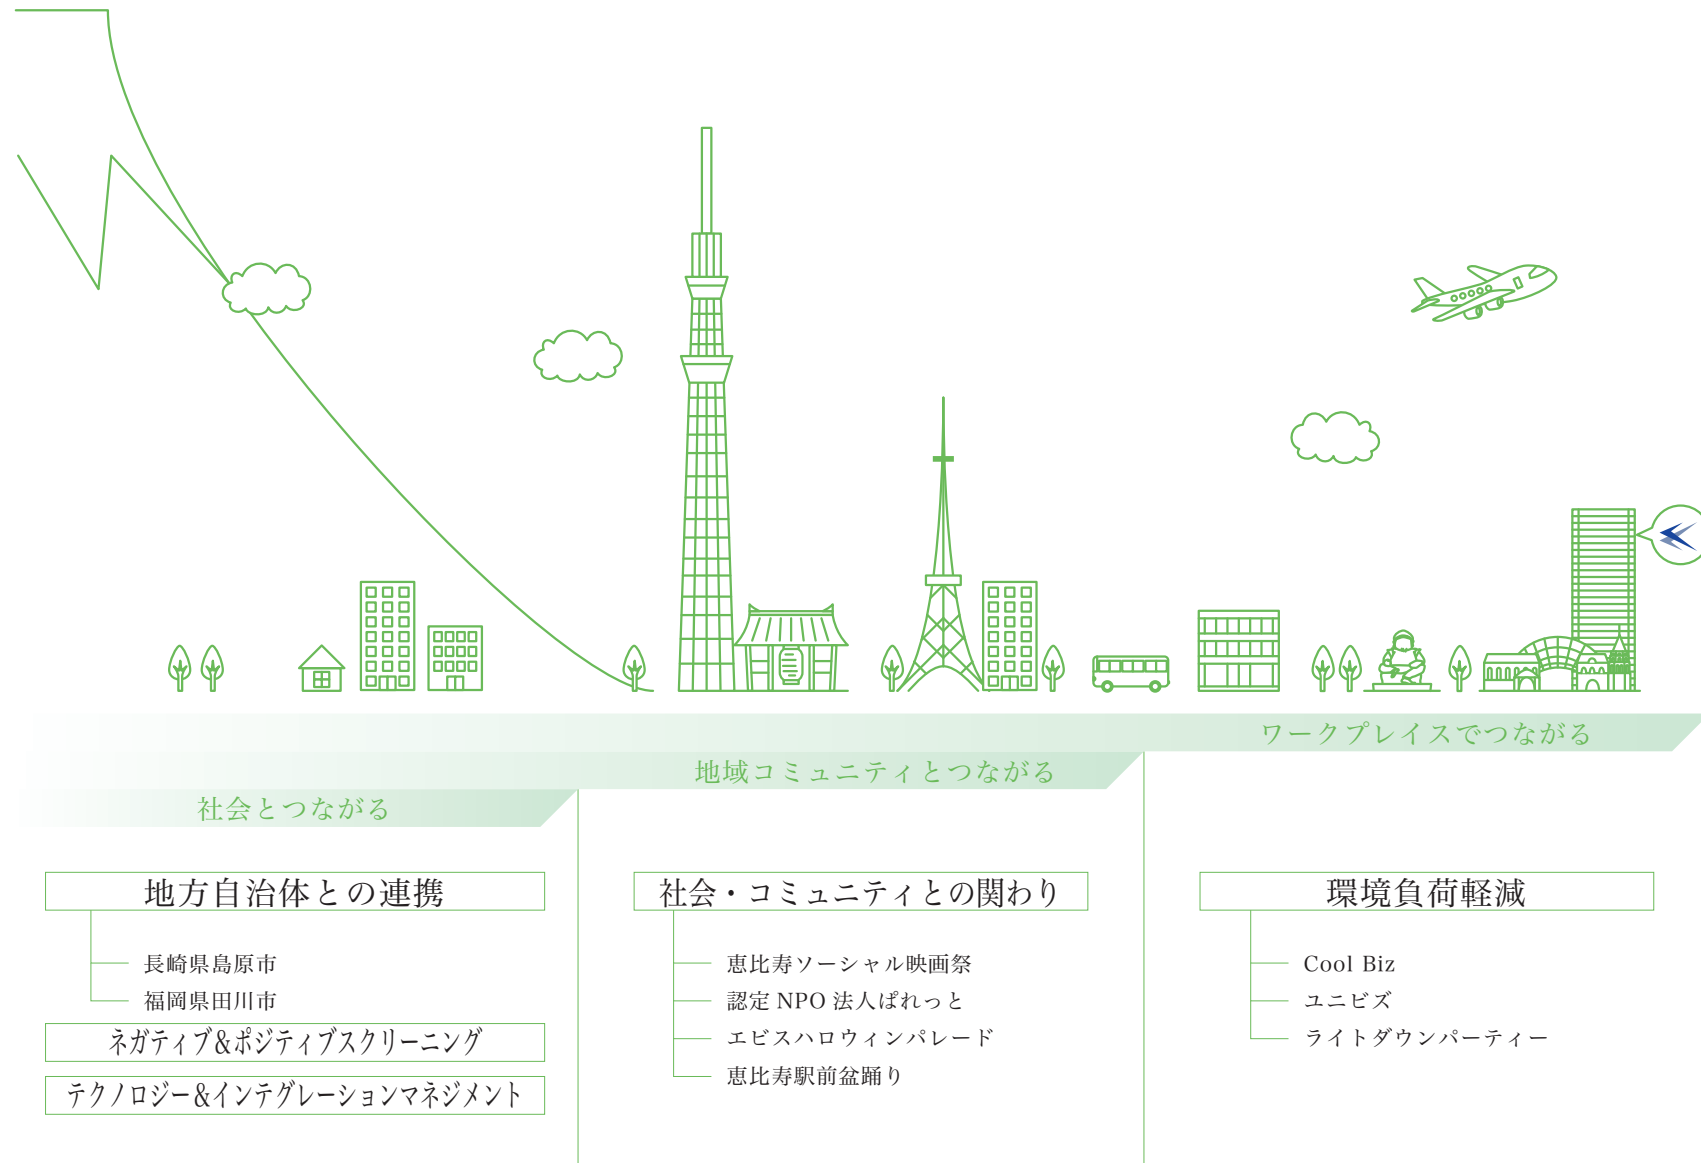 ワークプレイスでつながる
地域コミュニティとつながる
社会とつながる
地方自治体との連携
長崎県島原市
福岡県田川市
ネガティブ&ポジティブスクリーニング
テクノロジー&インテグレーションマネジメント
社会・コミュニティとの関わり
恵比寿ソーシャル映画祭
認定 NPO 法人ぱれっと
エビスハロウィンパレード
恵比寿駅前盆踊り
環境負荷軽減
Cool Biz
ユニビズ
ライトダウンパーティー